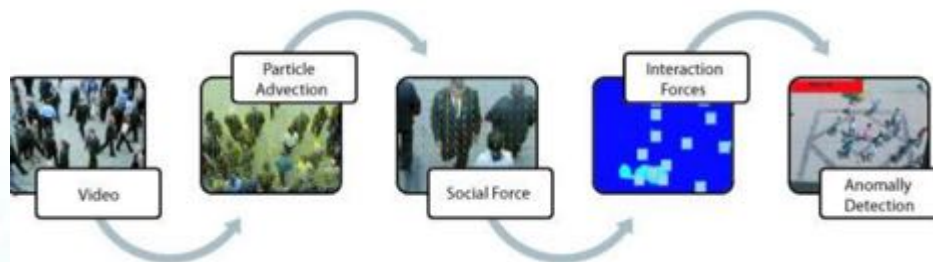 Video
Particle
Advection
Social Force
Interaction
Forces
Anomally
Detection